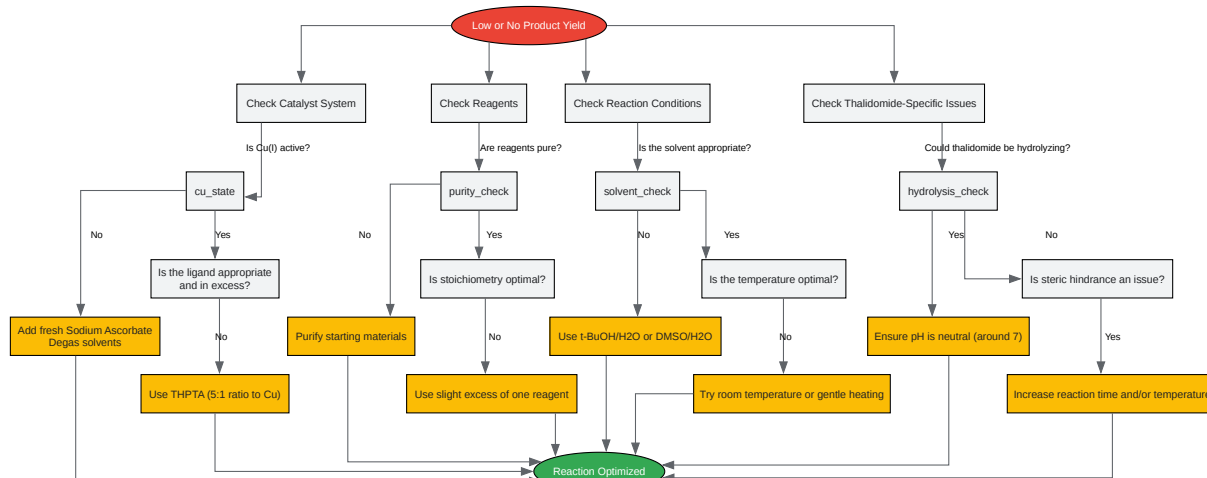 Low or No Product Yield
Check Catalyst System
Check Reagents
Check Reaction Conditions
Check Thalidomide-Specific Issues
Is Cu(I) active?
Are reagents pure?
Is the solvent appropriate?
Could thalidomide be hydrolyzing?
cu_state
purity_check
solvent_check
hydrolysis_check
No
Yes
No
Yes
No
Yes
Yes
No
Is the ligand appropriate
and in excess?
Is stoichiometry optimal?
Is the temperature optimal?
Is steric hindrance an issue?
Add fresh Sodium Ascorbate
Degas solvents
No
Purify starting materials
No
Use t-BuOH/H2O or DMSO/H2O
No
Ensure pH is neutral (around 7)
Yes
Use THPTA (5:1 ratio to Cu)
Use slight excess of one reagent
Try room temperature or gentle heating
Increase reaction time and/or temperature
Reaction Optimized